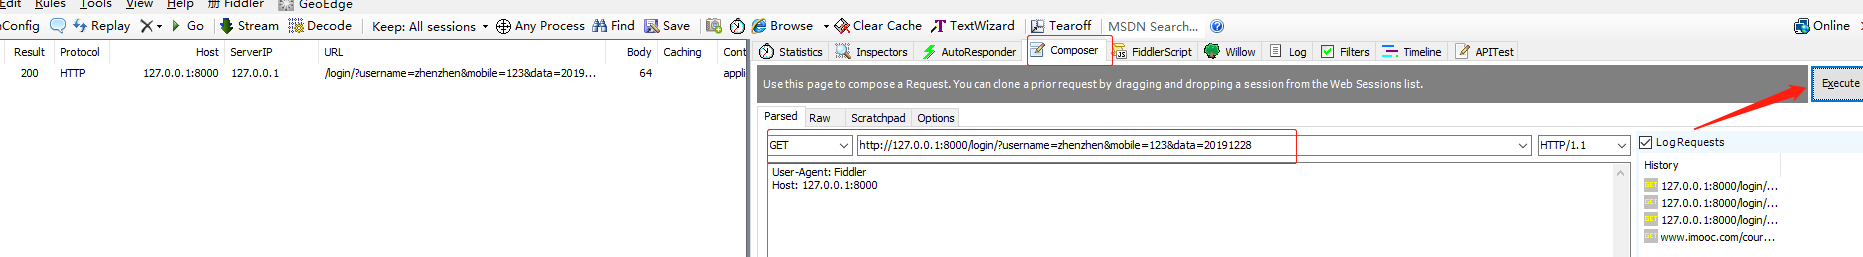 Edit Rules Tools View Help Fiddler GeoEdge
Config Replay Go Stream Decode Keep: All sessions Any Process Find Save Browse Clear Cache TextWizard Tearoff MSDN Search... Online
Result Protocol Host ServerIP URL Body Caching Cont
200 HTTP 127.0.0.1:8000 127.0.0.1 /login/?username=zhenzhen&mobile=123&data=2019... 64 appli
Statistics Inspectors AutoResponder Composer FiddlerScript Willow Log Filters Timeline APITest
Use this page to compose a Request. You can clone a prior request by dragging and dropping a session from the Web Sessions list.
Execute
Parsed Raw Scratchpad Options
GET http://127.0.0.1:8000/login/?username=zhenzhen&mobile=123&data=20191228 HTTP/1.1
User-Agent: Fiddler
Host: 127.0.0.1:8000
Log Requests
History
127.0.0.1:8000/login/...
127.0.0.1:8000/login/...
127.0.0.1:8000/login/...
www.imooc.com/cour...